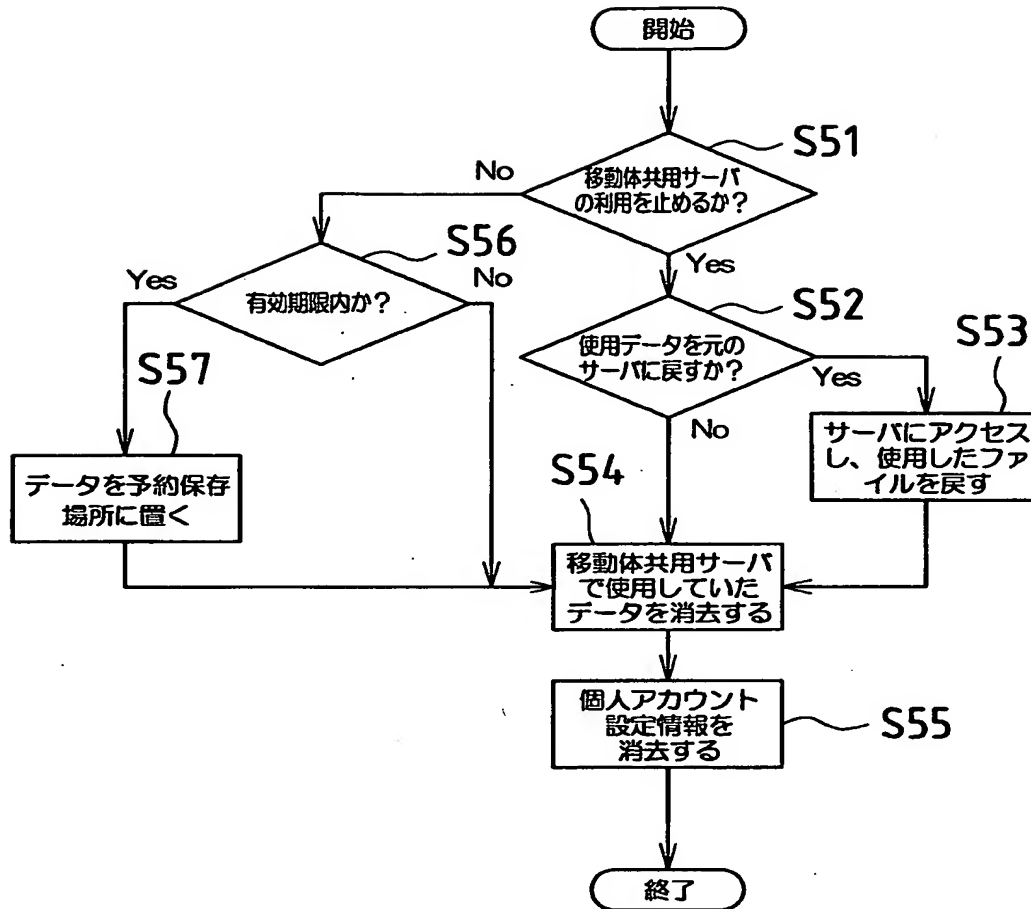 開始
S51
移動体共用サーバ
の利用を止めるか？
No
Yes
S56
有効期限内か？
Yes
No
S52
使用データを元の
サーバに戻すか？
Yes
No
S53
サーバにアクセス
し、使用したファ
イルを戻す
S57
データを予約保存
場所に置く
S54
移動体共用サーバ
で使用していた
データを消去する
個人アカウント
設定情報を
消去する
S55
終了